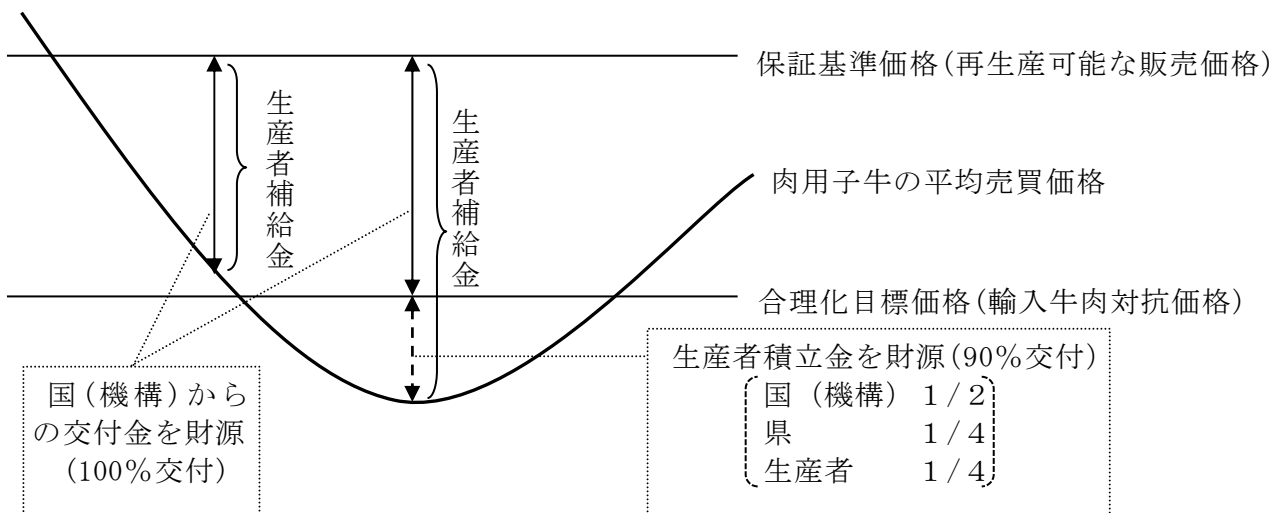 保証基準価格(再生産可能な販売価格)
生産者補給金
生産者補給金
肉用子牛の平均売買価格
合理化目標価格(輸入牛肉対抗価格)
国(機構)から
の交付金を財源
(100%交付)
生産者積立金を財源(90%交付)
国(機構) 1/2
県 1/4
生産者 1/4